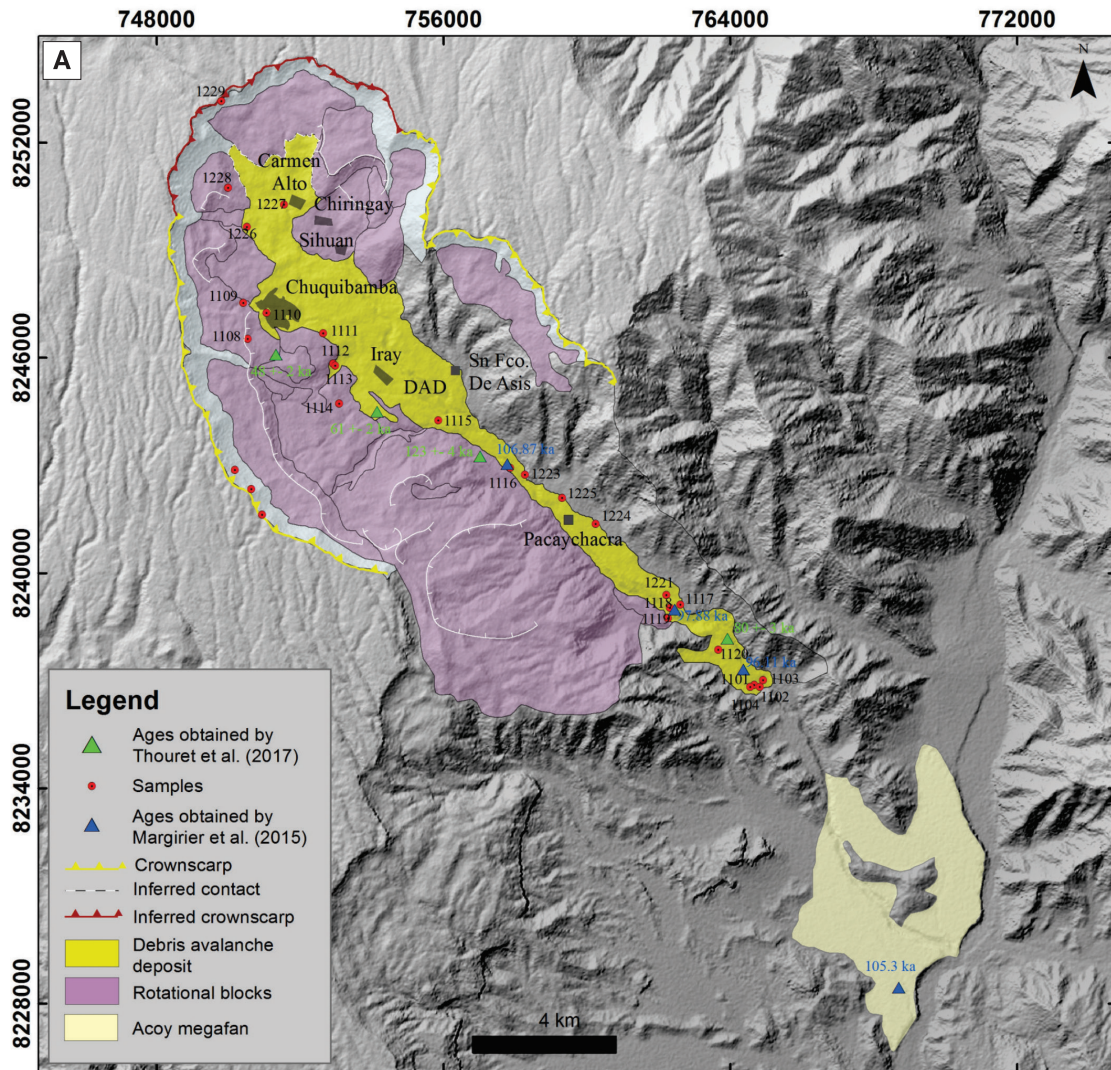 748000
756000
764000
772000
A
N
1229
8252000
Carmen
Alto
1228
1227
Chiringay
1226
Sihuan
Chuquibamba
1109
1110
1111
1108
8246000
1112
1113
Iray
Sn Fco.
De Asis
DAD
1114
1115
106.87 ka
1116
1223
1225
1224
Pacaychacra
8240000
1221
1118
1117
1119
97.88 ka
1120
1101
1103
1102
1104
8234000
105.3 ka
8228000
Legend
Ages obtained by
Thouret et al. (2017)
Samples
Ages obtained by
Margirier et al. (2015)
Crownscarp
Inferred contact
Inferred crownscarp
Debris avalanche
deposit
Rotational blocks
Acoy megafan
4 km